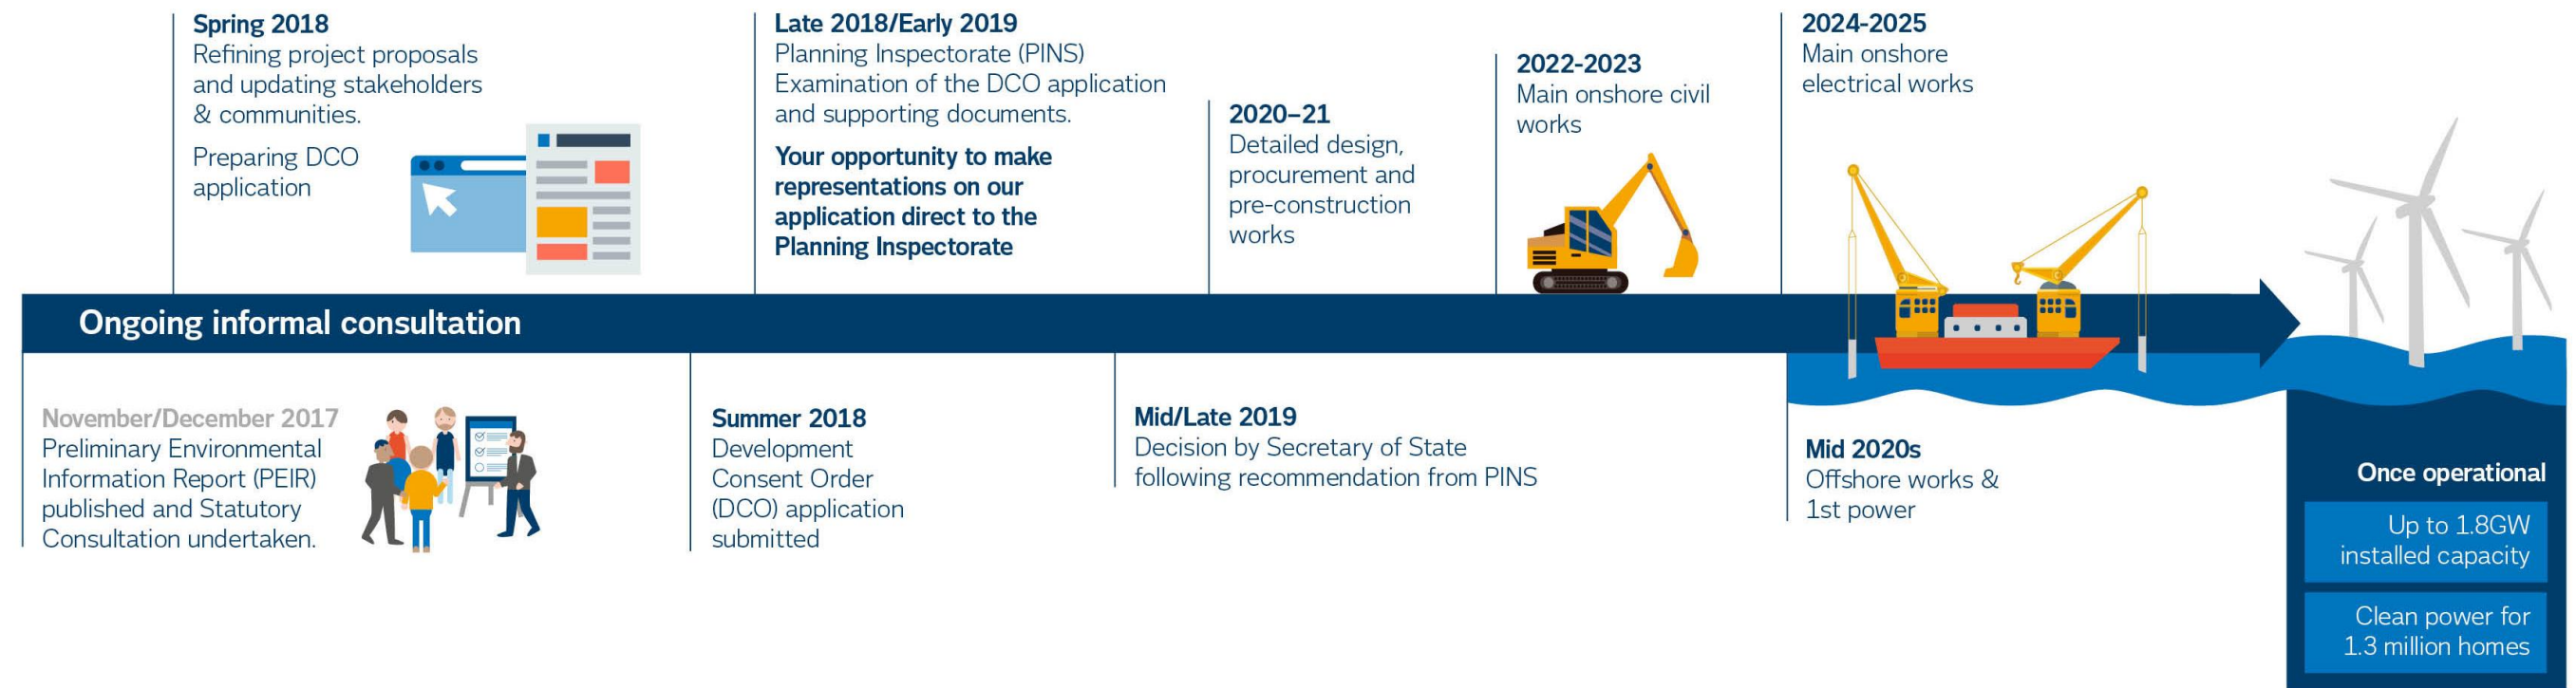 Spring 2018
Refining project proposals
and updating stakeholders
& communities.
Preparing DCO
application
Late 2018/Early 2019
Planning Inspectorate (PINS)
Examination of the DCO application
and supporting documents.
Your opportunity to make
representations on our
application direct to the
Planning Inspectorate
2020–21
Detailed design,
procurement and
pre-construction
works
2022-2023
Main onshore civil
works
2024-2025
Main onshore
electrical works
Ongoing informal consultation
November/December 2017
Preliminary Environmental
Information Report (PEIR)
published and Statutory
Consultation undertaken.
Summer 2018
Development
Consent Order
(DCO) application
submitted
Mid/Late 2019
Decision by Secretary of State
following recommendation from PINS
Mid 2020s
Offshore works &
1st power
Once operational
Up to 1.8GW
installed capacity
Clean power for
1.3 million homes